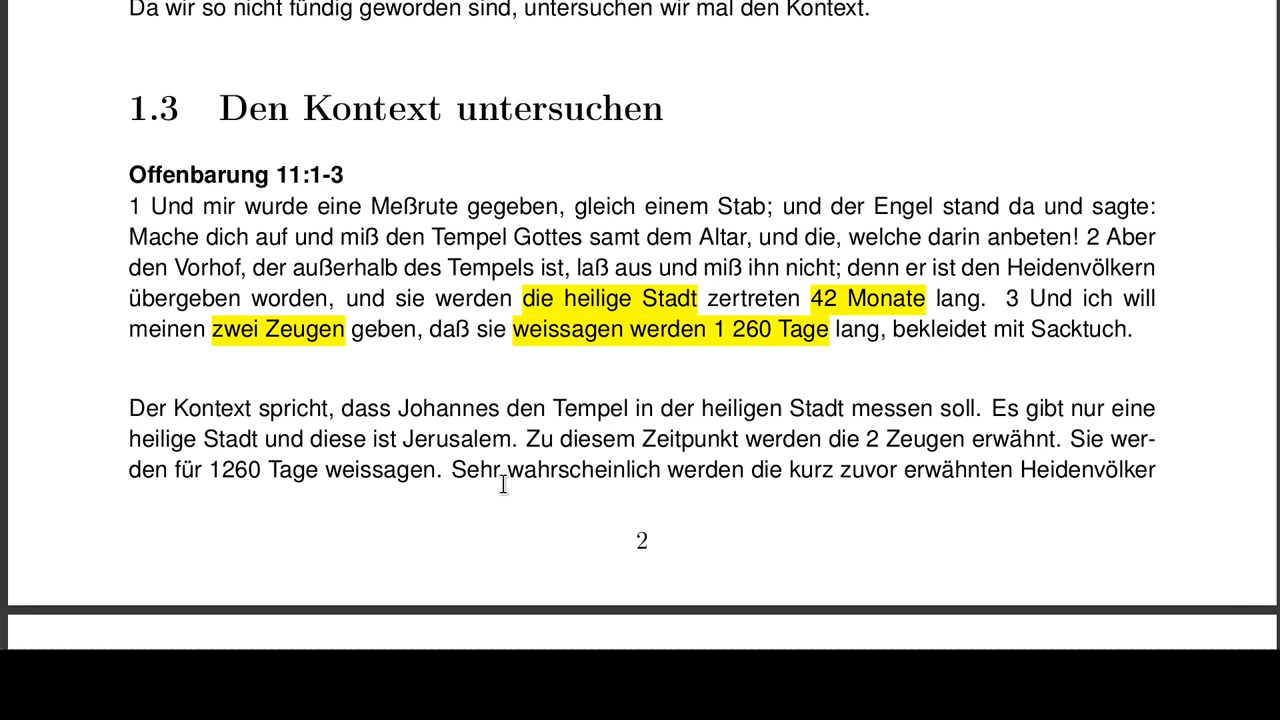 Da wir so nicht fündig geworden sind, untersuchen wir mal den Kontext.
1.3 Den Kontext untersuchen
Offenbarung 11:1-3
1 Und mir wurde eine Meßrute gegeben, gleich einem Stab; und der Engel stand da und sagte:
Mache dich auf und miß den Tempel Gottes samt dem Altar, und die, welche darin anbeten! 2 Aber
den Vorhof, der außerhalb des Tempels ist, laß aus und miß ihn nicht; denn er ist den Heidenvölkern
übergeben worden, und sie werden die heilige Stadt zertreten 42 Monate lang. 3 Und ich will
meinen zwei Zeugen geben, daß sie weissagen werden 1 260 Tage lang, bekleidet mit Sacktuch.
Der Kontext spricht, dass Johannes den Tempel in der heiligen Stadt messen soll. Es gibt nur eine
heilige Stadt und diese ist Jerusalem. Zu diesem Zeitpunkt werden die 2 Zeugen erwähnt. Sie wer-
den für 1260 Tage weissagen. Sehr wahrscheinlich werden die kurz zuvor erwähnten Heidenvölker
2